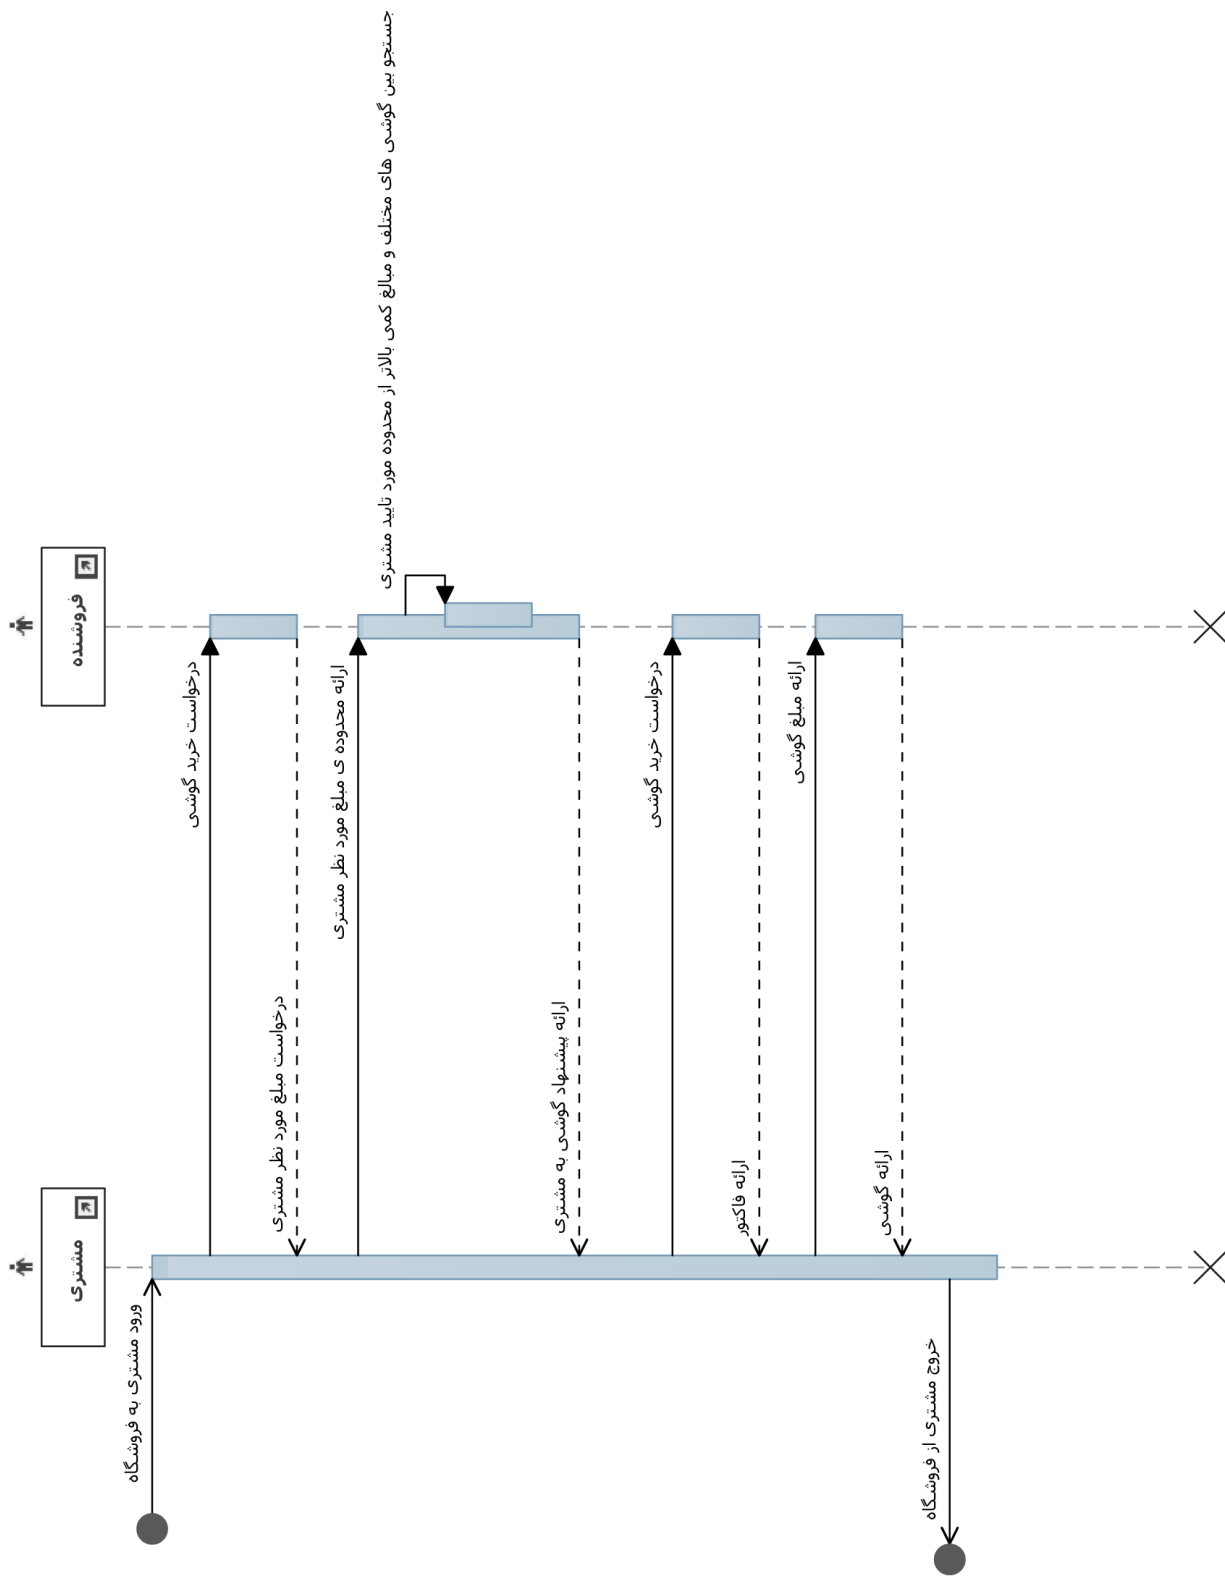 مشتری
فروشنده
ورود مشتری به فروشگاه
درخواست خرید گوشی
درخواست مبلغ مورد نظر مشتری
ارائه محدوده ی مبلغ مورد نظر مشتری
جستجو بین گوشی های مختلف و مبالغ کمی بالاتر از محدوده مورد تایید مشتری
ارائه پیشنهاد گوشی به مشتری
درخواست خرید گوشی
ارائه فاکتور
ارائه مبلغ گوشی
ارائه گوشی
خروج مشتری از فروشگاه